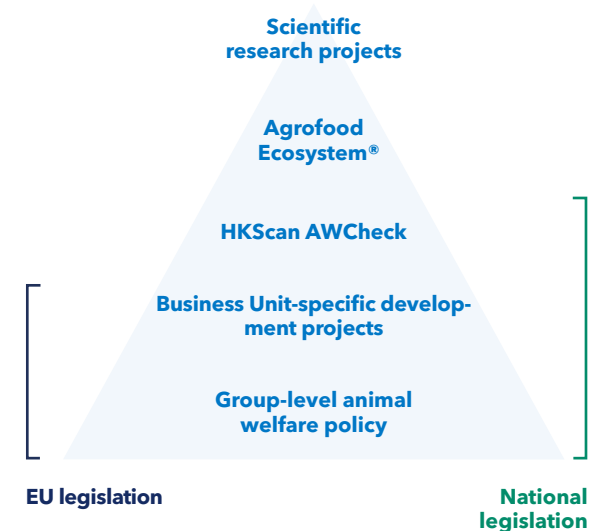 Scientific
research projects
Agrofood
Ecosystem®
HKScan AWCheck
Business Unit-specific develop-
ment projects
Group-level animal
welfare policy
EU legislation
National
legislation